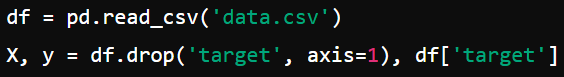 df = pd.read_csv('data.csv')
X, y = df.drop('target', axis=1), df['target']